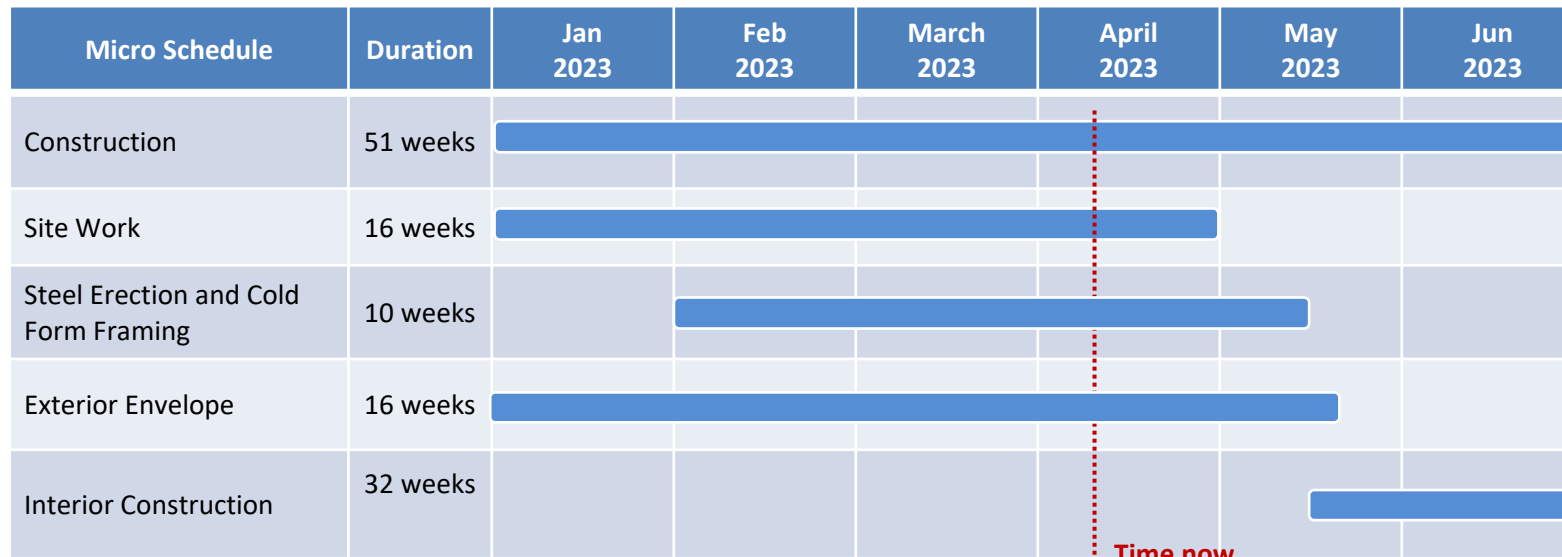 Micro Schedule Duration Jan 2023 Feb 2023 March 2023 April 2023 May 2023 Jun 2023
Construction 51 weeks
Site Work 16 weeks
Steel Erection and Cold
Form Framing 10 weeks
Exterior Envelope 16 weeks
Interior Construction 32 weeks
Time now